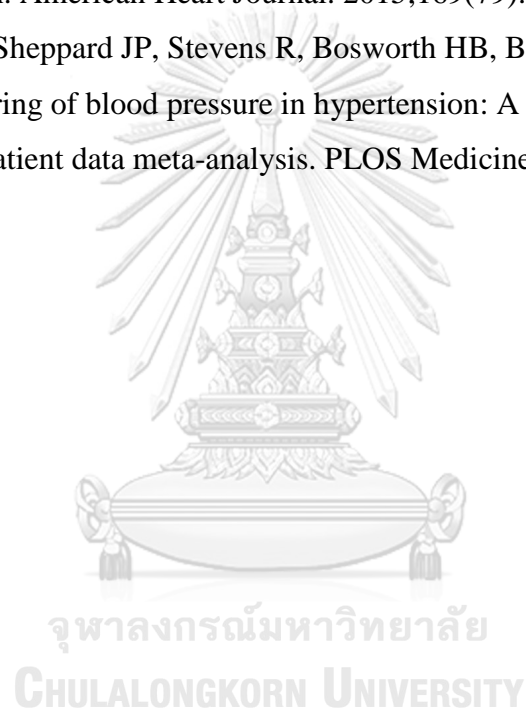 American Heart Journal. 2015;169(79).
Sheppard JP, Stevens R, Bosworth HB, B
ring of blood pressure in hypertension: A
atient data meta-analysis. PLOS Medicine
จุฬาลงกรณ์มหาวิทยาลัย
CHULALONGKORN UNIVERSITY